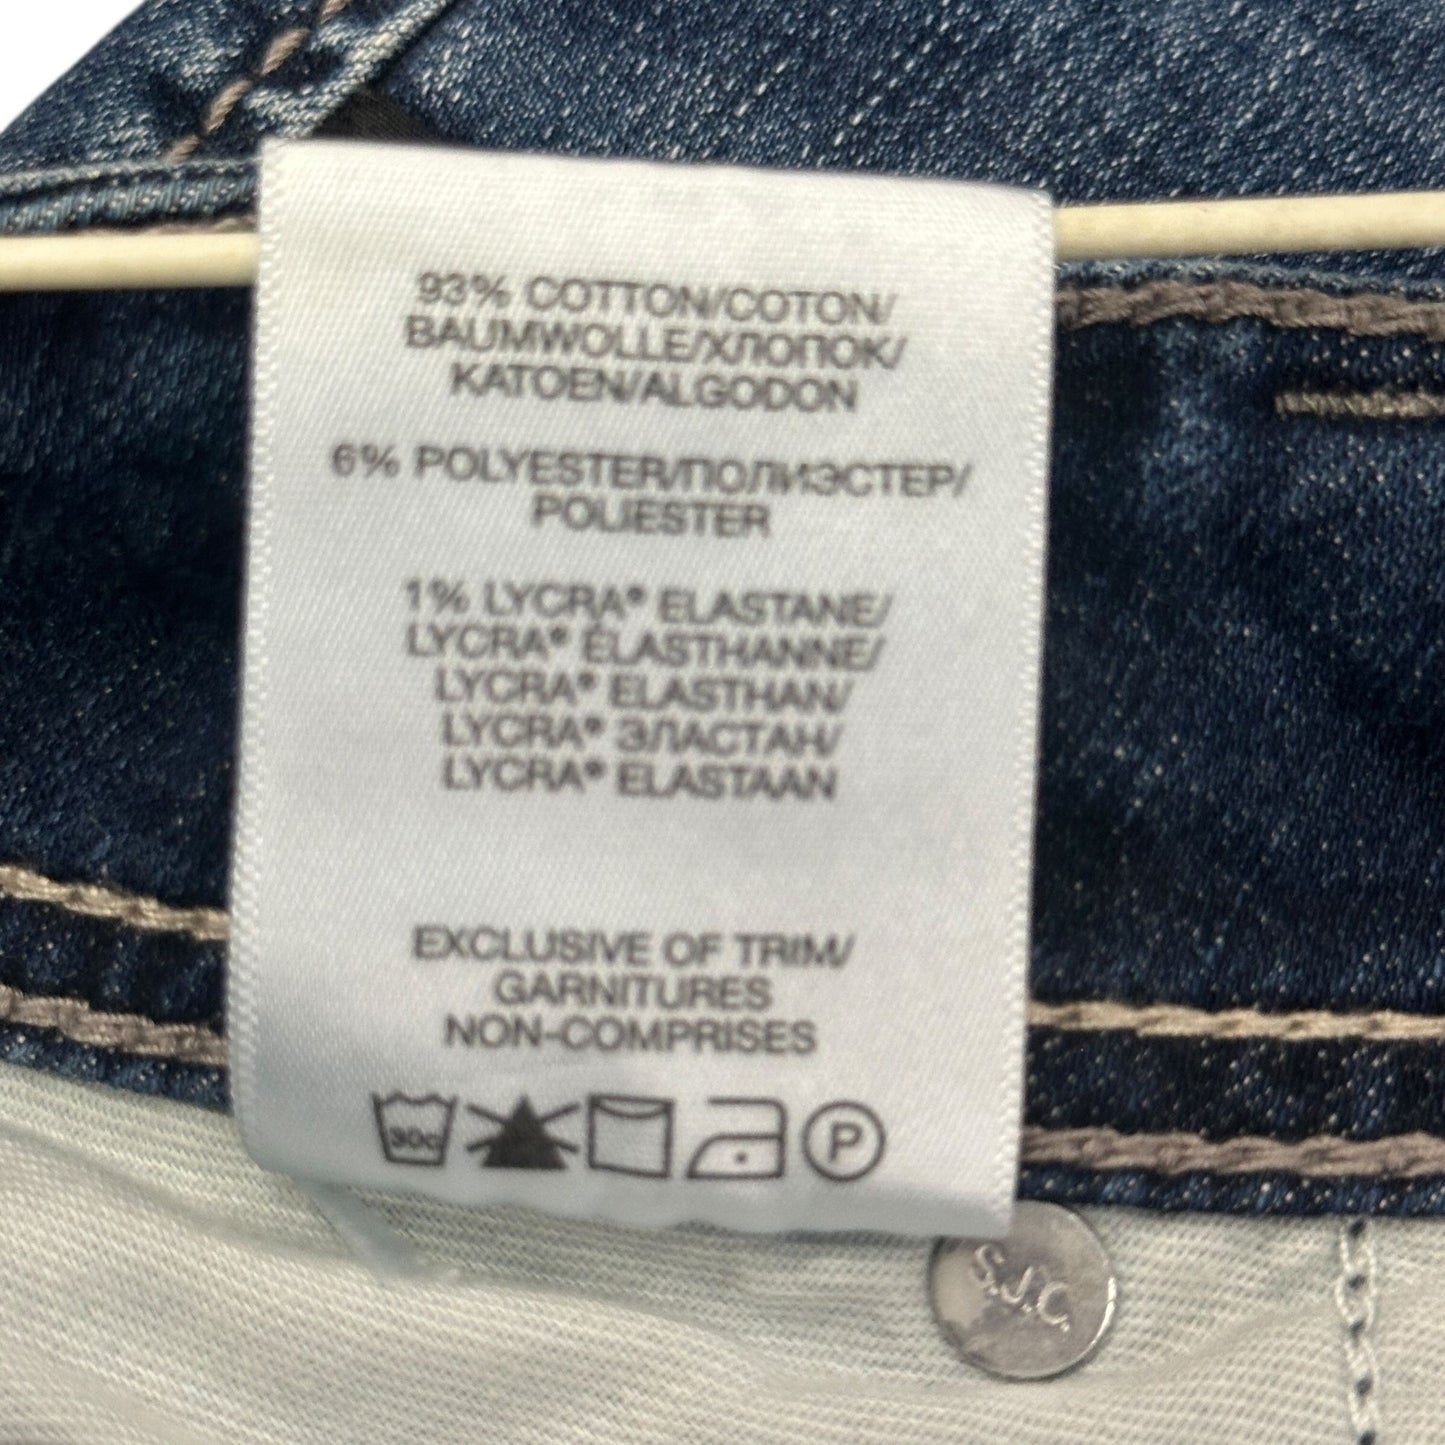 93% COTTON/COTON/
BAUMWOLLE/ХЛОПОК/
KATOEN/ALGODON
6% POLYESTER/ПОЛИЭСТЕР/
POLIESTER
1% LYCRA® ELASTANE/
LYCRA® ÉLASTHANNE/
LYCRA® ELASTHAN/
LYCRA® ЭЛАСТАН/
LYCRA® ELASTAAN
EXCLUSIVE OF TRIM/
GARNITURES
NON-COMPRISES
30c P
S.J.C.